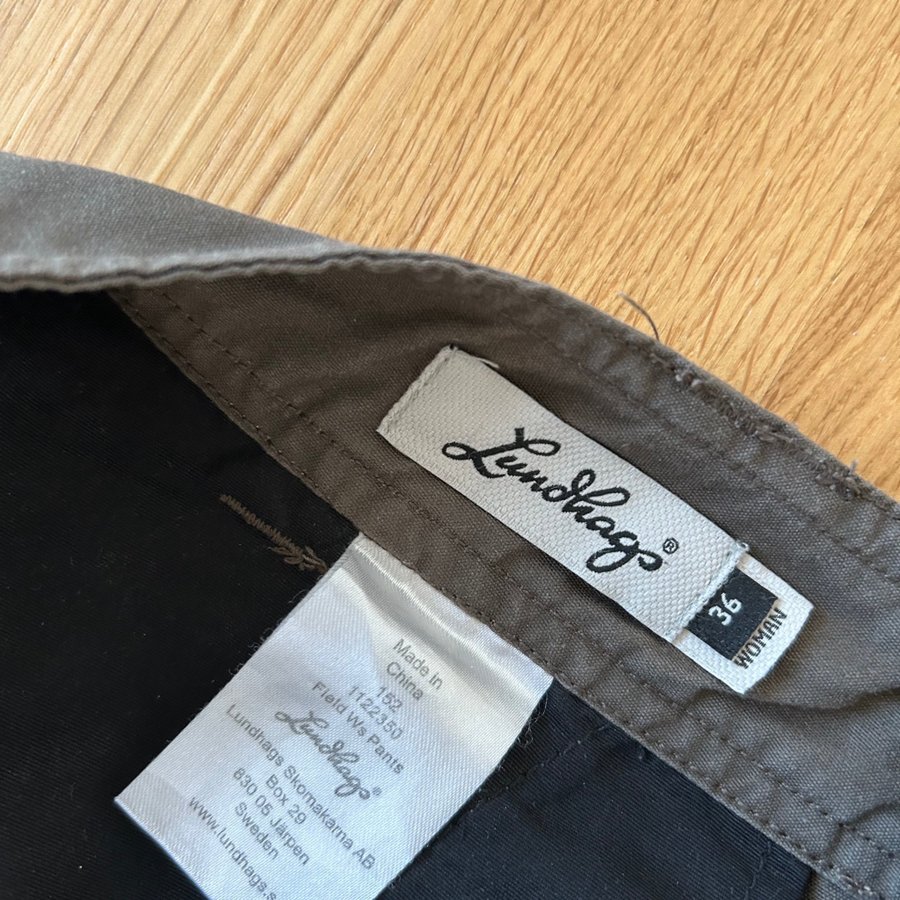 Lundhags®
36
WOMAN
Made in
China
152
1122350
Field Ws Pants
Lundhags®
Lundhags Skomakarna AB
Box 29
830 05 Järpen
Sweden
www.lundhags.s